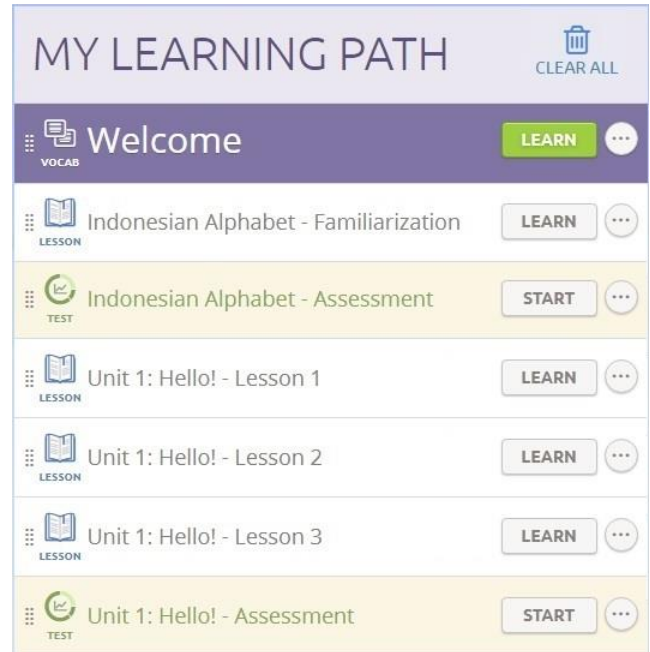 MY LEARNING PATH
CLEAR ALL
Welcome
VOCAB
LEARN
Indonesian Alphabet - Familiarization
LESSON
LEARN
Indonesian Alphabet - Assessment
TEST
START
Unit 1: Hello! - Lesson 1
LESSON
LEARN
Unit 1: Hello! - Lesson 2
LESSON
LEARN
Unit 1: Hello! - Lesson 3
LESSON
LEARN
Unit 1: Hello! - Assessment
TEST
START